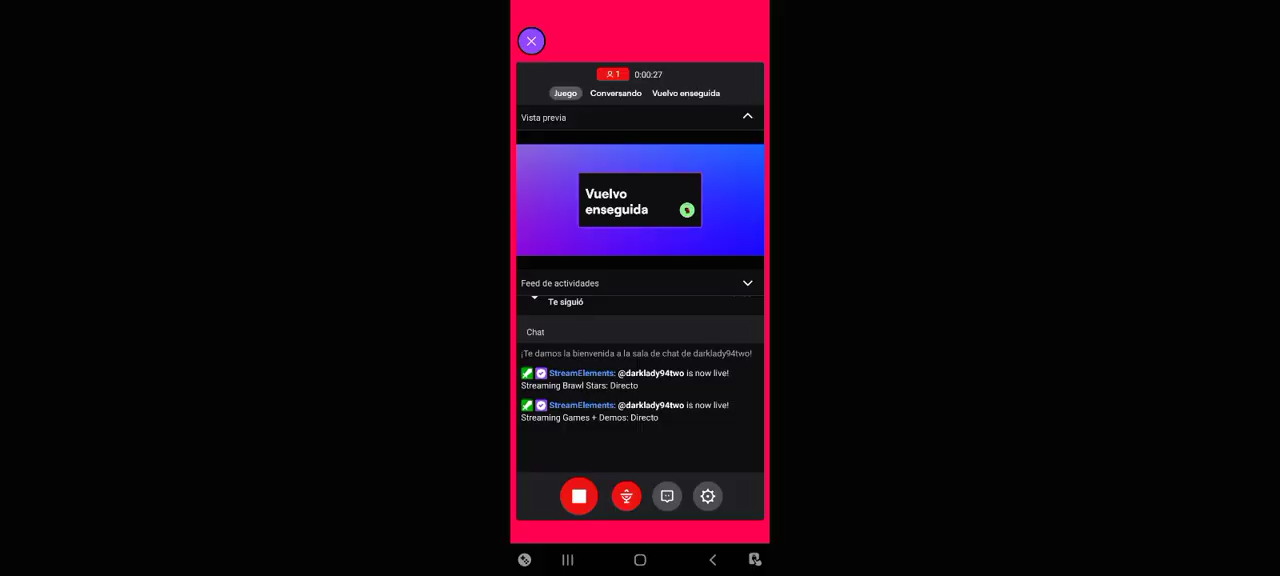 1 0:00:27
Juego Conversando Vuelvo enseguida
Vista previa
Vuelvo
enseguida
Feed de actividades
Te siguió
Chat
¡Te damos la bienvenida a la sala de chat de darklady94two!
StreamElements: @darklady94two is now live!
Streaming Brawl Stars: Directo
StreamElements: @darklady94two is now live!
Streaming Games + Demos: Directo